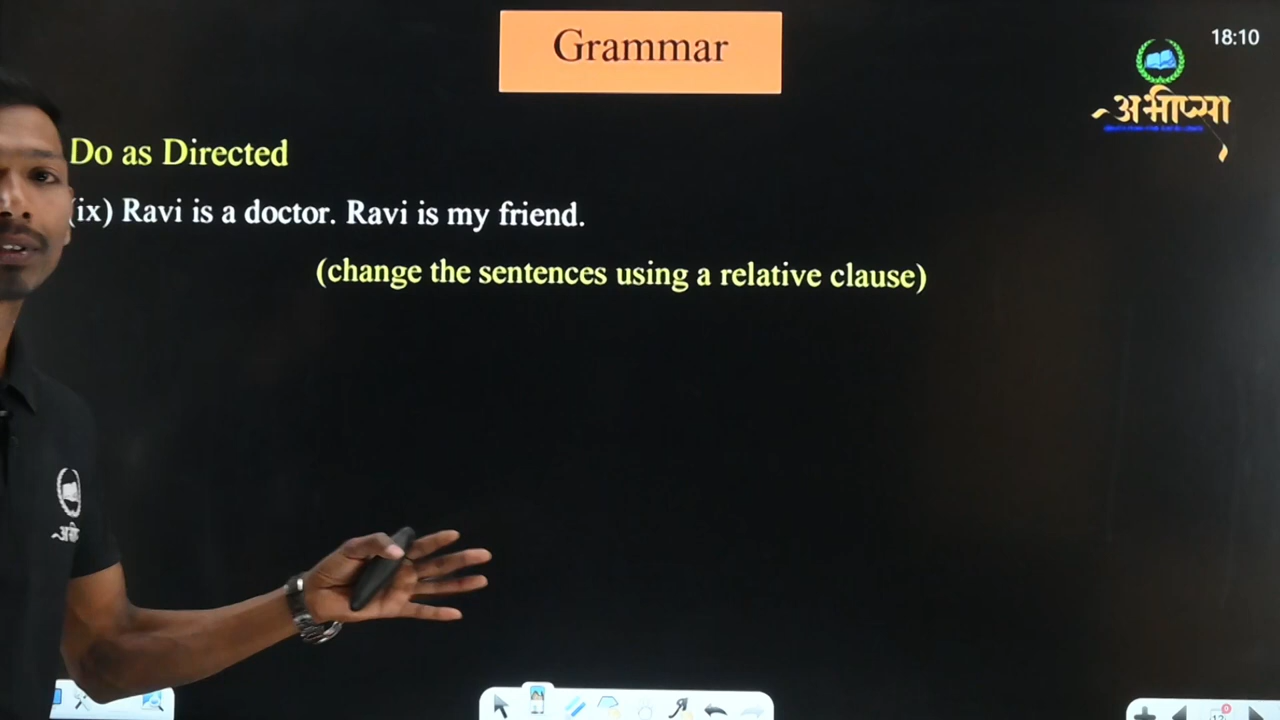 Grammar
18:10
अभीप्सा
Do as Directed
(ix) Ravi is a doctor. Ravi is my friend.
(change the sentences using a relative clause)